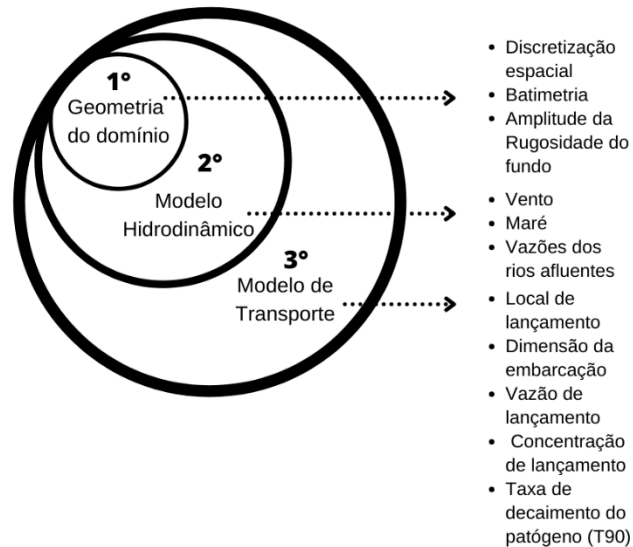 1°
Geometria
do domínio
2°
Modelo
Hidrodinâmico
3°
Modelo de
Transporte
• Discretização
espacial
• Batimetria
• Amplitude da
Rugosidade do
fundo
• Vento
• Maré
• Vazões dos
rios afluentes
• Local de
lançamento
• Dimensão da
embarcação
• Vazão de
lançamento
• Concentração
de lançamento
• Taxa de
decaimento do
patógeno (T90)